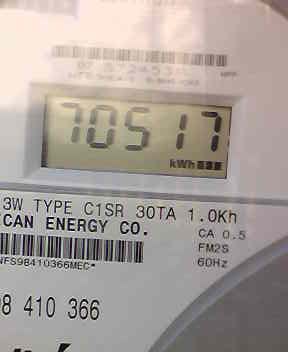 70517
kWh
3W TYPE C1SR 30TA 1.0Kh
CAN ENERGY CO.
CA 0.5
FM2S
NFS98410366MEC*
60Hz
98 410 366